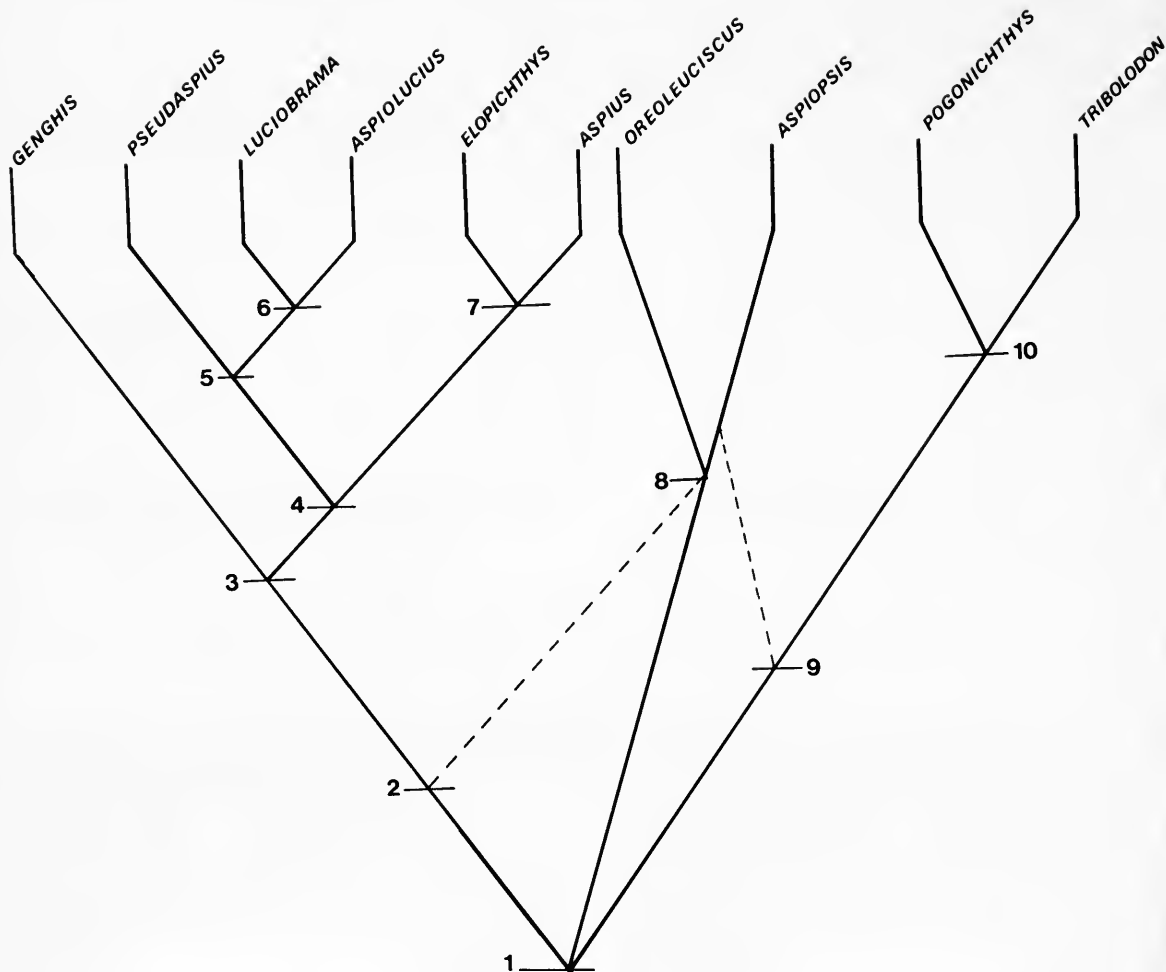 GENGHIS
PSEUDASPIUS
LUCIOBRAMA
ASPIOLUCIUS
ELOPICHTHYS
ASPIUS
OREOLEUCISCUS
ASPIOPSIS
POGONICHTHYS
TRIBOLODON
6
7
10
5
8
4
3
9
2
1